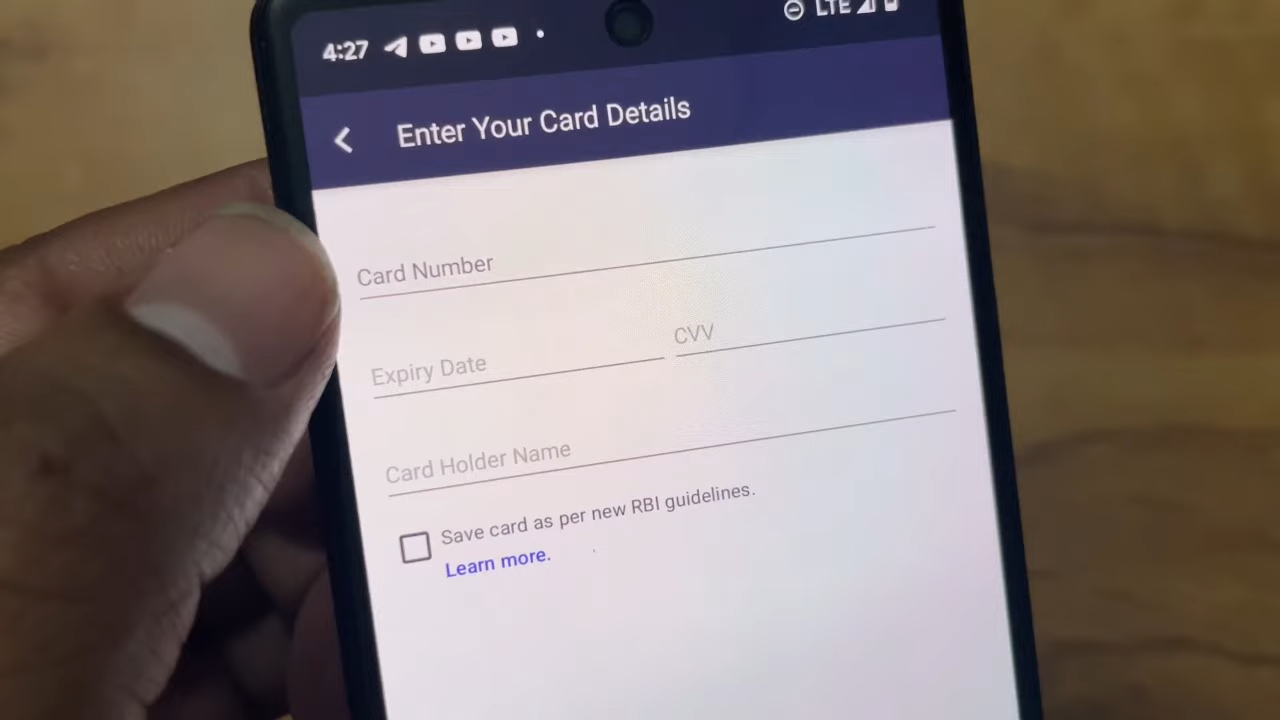 4:27 LTE
Enter Your Card Details
Card Number
Expiry Date CVV
Card Holder Name
Save card as per new RBI guidelines.
Learn more.